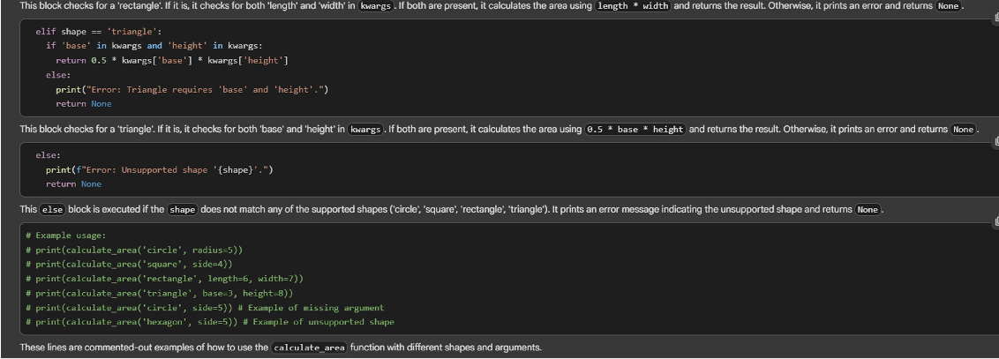 This block checks for a 'rectangle'. If it is, it checks for both 'length' and 'width' in kwargs. If both are present, it calculates the area using length * width and returns the result. Otherwise, it prints an error and returns None.
elif shape == 'triangle':
if 'base' in kwargs and 'height' in kwargs:
return 0.5 * kwargs['base'] * kwargs['height']
else:
print("Error: Triangle requires 'base' and 'height'.")
return None
This block checks for a 'triangle'. If it is, it checks for both 'base' and 'height' in kwargs. If both are present, it calculates the area using 0.5 * base * height and returns the result. Otherwise, it prints an error and returns None.
else:
print(f"Error: Unsupported shape '{shape}'.")
return None
This else block is executed if the shape does not match any of the supported shapes ('circle', 'square', 'rectangle', 'triangle'). It prints an error message indicating the unsupported shape and returns None.
# Example usage:
# print(calculate_area('circle', radius=5))
# print(calculate_area('square', side=4))
# print(calculate_area('rectangle', length=6, width=7))
# print(calculate_area('triangle', base=3, height=8))
# print(calculate_area('circle', side=5)) # Example of missing argument
# print(calculate_area('hexagon', side=5)) # Example of unsupported shape
These lines are commented-out examples of how to use the calculate_area function with different shapes and arguments.